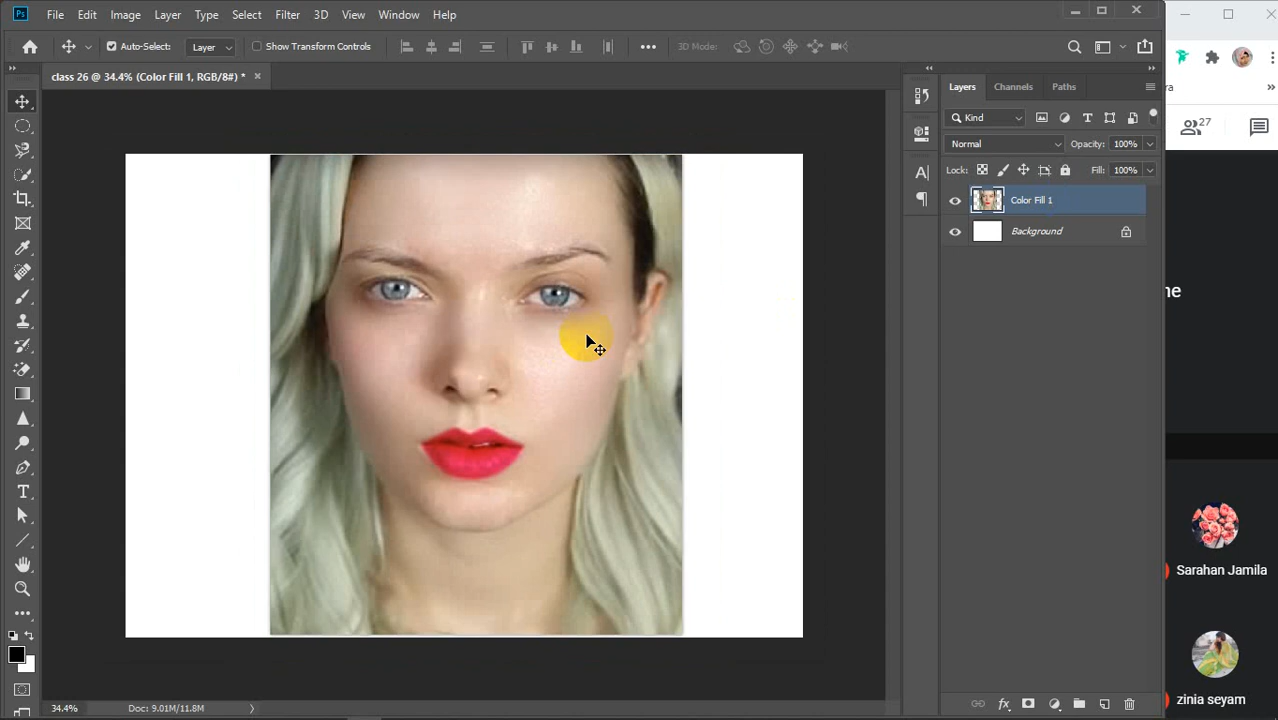 Ps File Edit Image Layer Type Select Filter 3D View Window Help
Auto-Select: Layer Show Transform Controls 3D Mode:
class 26 @ 34.4% (Color Fill 1, RGB/8#) *
Layers Channels Paths
Kind
Normal Opacity: 100%
Lock: Fill: 100%
Color Fill 1
Background
34.4% Doc: 9.01M/11.8M
ra
27
ne
Sarahan Jamila
zinia seyam